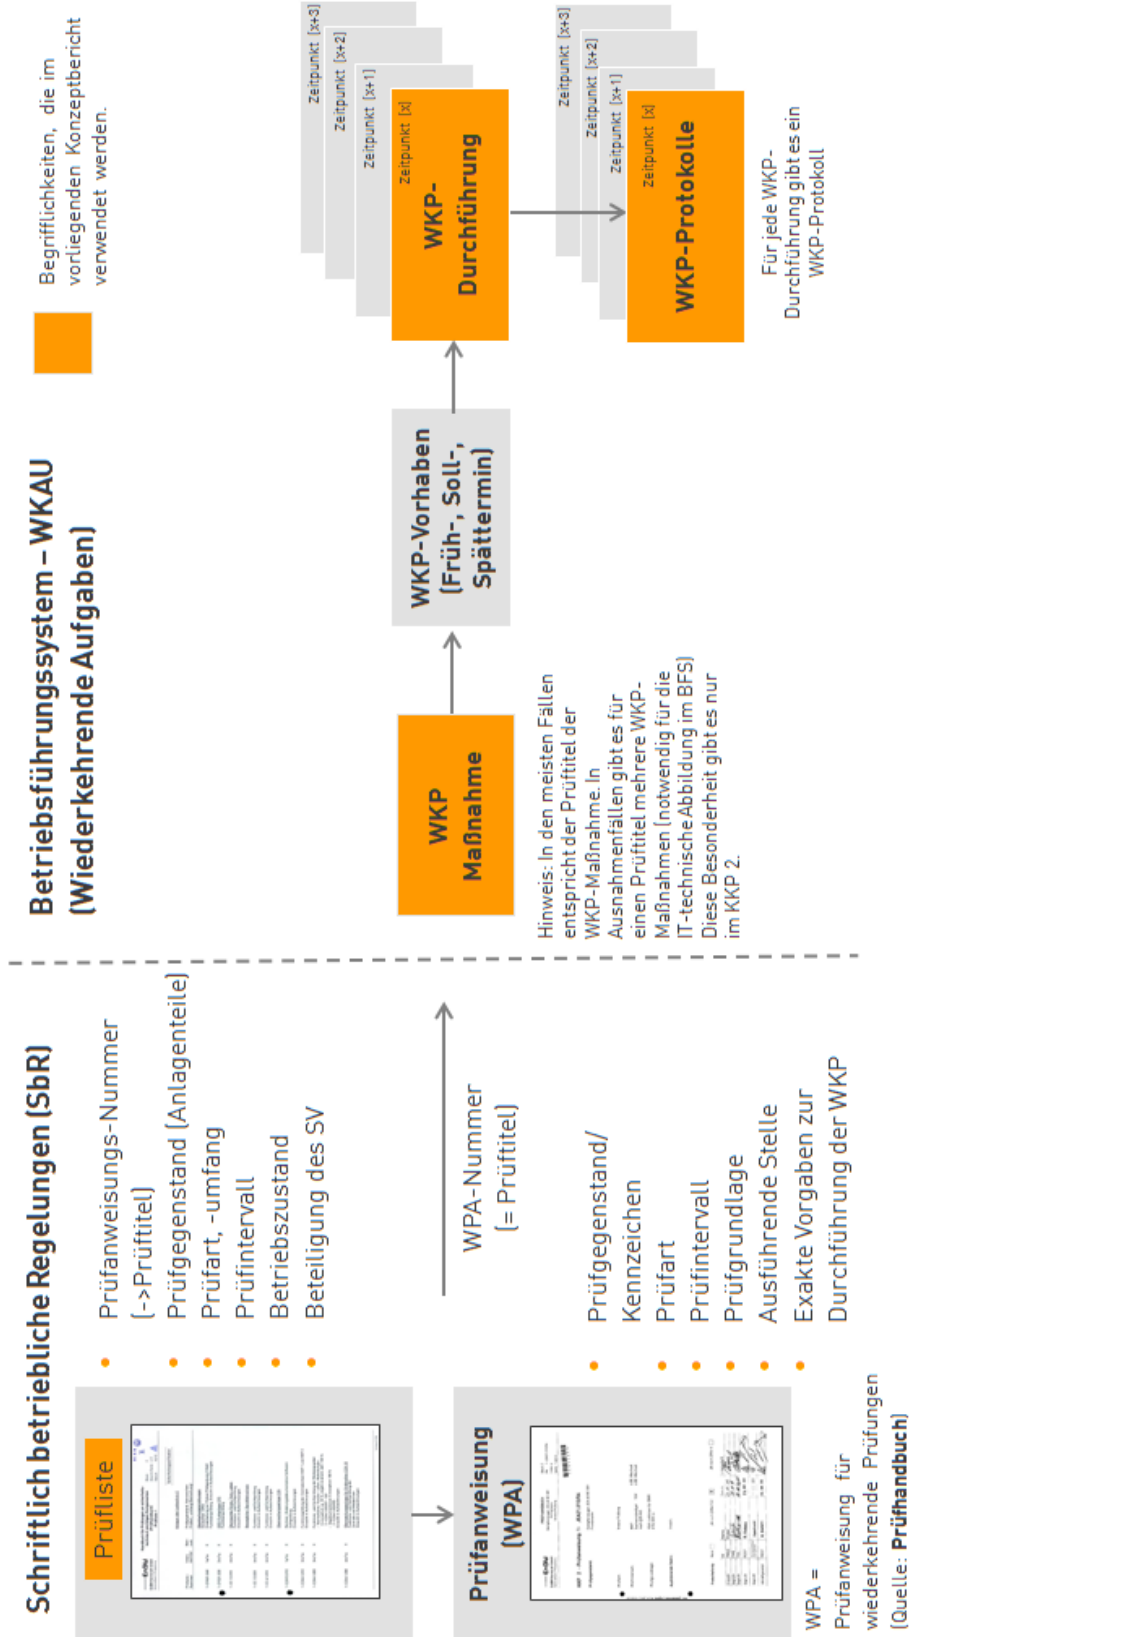 Schriftlich betriebliche Regelungen (SbR)
Prüfliste
Prüfanweisungs-Nummer
(->Prüftitel)
Prüfgegenstand (Anlagenteile)
Prüfart, -umfang
Prüfintervall
Betriebszustand
Beteiligung des SV
Prüfanweisung
(WPA)
WPA-Nummer
(= Prüftitel)
Prüfgegenstand/
Kennzeichen
Prüfart
Prüfintervall
Prüfgrundlage
Ausführende Stelle
Exakte Vorgaben zur
Durchführung der WKP
WPA =
Prüfanweisung für
wiederkehrende Prüfungen
(Quelle: Prüfhandbuch)
Betriebsführungssystem – WKAU
(Wiederkehrende Aufgaben)
Begrifflichkeiten, die im
vorliegenden Konzeptbericht
verwendet werden.
WKP
Maßnahme
Hinweis: In den meisten Fällen
entspricht der Prüftitel der
WKP-Maßnahme. In
Ausnahmenfällen gibt es für
einen Prüftitel mehrere WKP-
Maßnahmen (notwendig für die
IT-technische Abbildung im BFS)
Diese Besonderheit gibt es nur
im KKP 2.
WKP-Vorhaben
(Früh-, Soll-,
Spättermin)
Zeitpunkt [x+3]
Zeitpunkt [x+2]
Zeitpunkt [x+1]
Zeitpunkt [x]
WKP-
Durchführung
Zeitpunkt [x+3]
Zeitpunkt [x+2]
Zeitpunkt [x+1]
Zeitpunkt [x]
WKP-Protokolle
Für jede WKP-
Durchführung gibt es ein
WKP-Protokoll